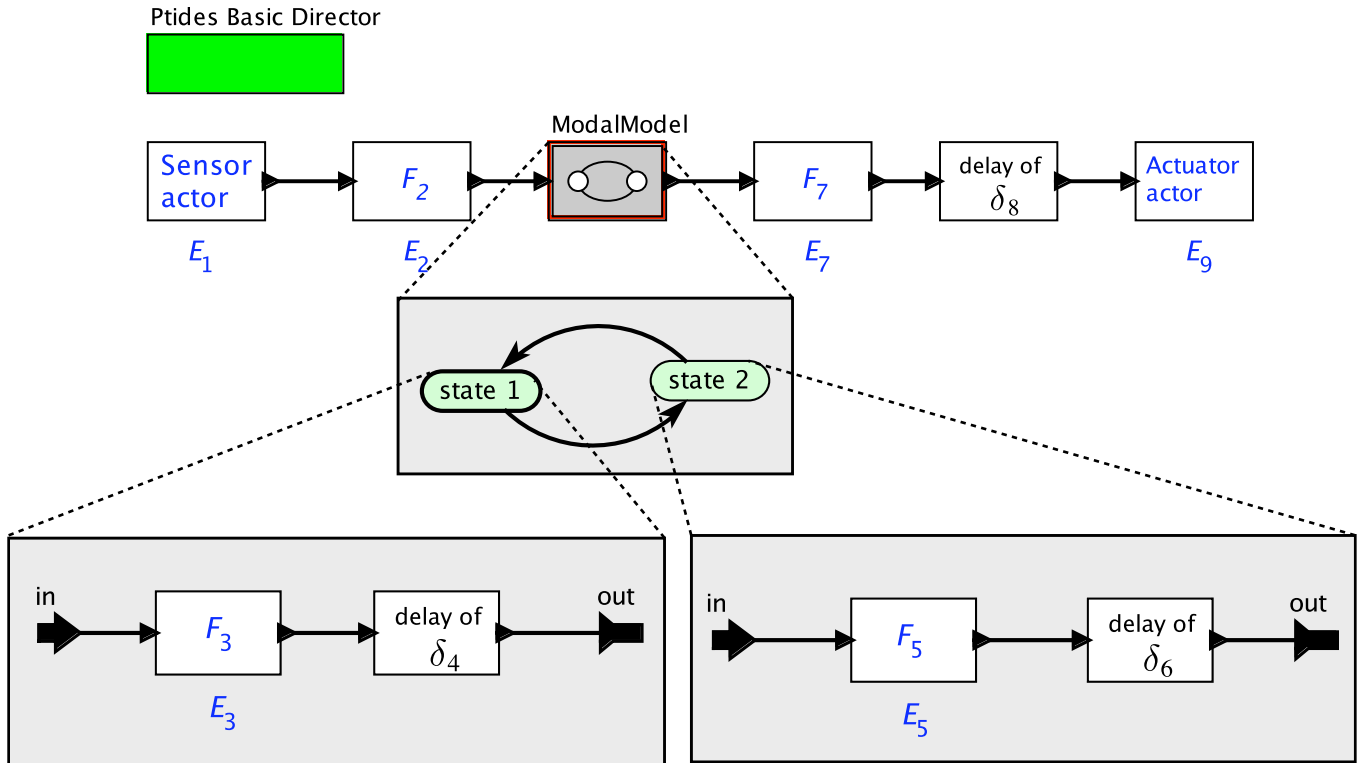 Ptides Basic Director
ModalModel
Sensor
actor
F2
F7
delay of
δ8
Actuator
actor
E1
E2
E7
E9
state 1
state 2
in
F3
delay of
δ4
out
E3
in
F5
delay of
δ6
out
E5